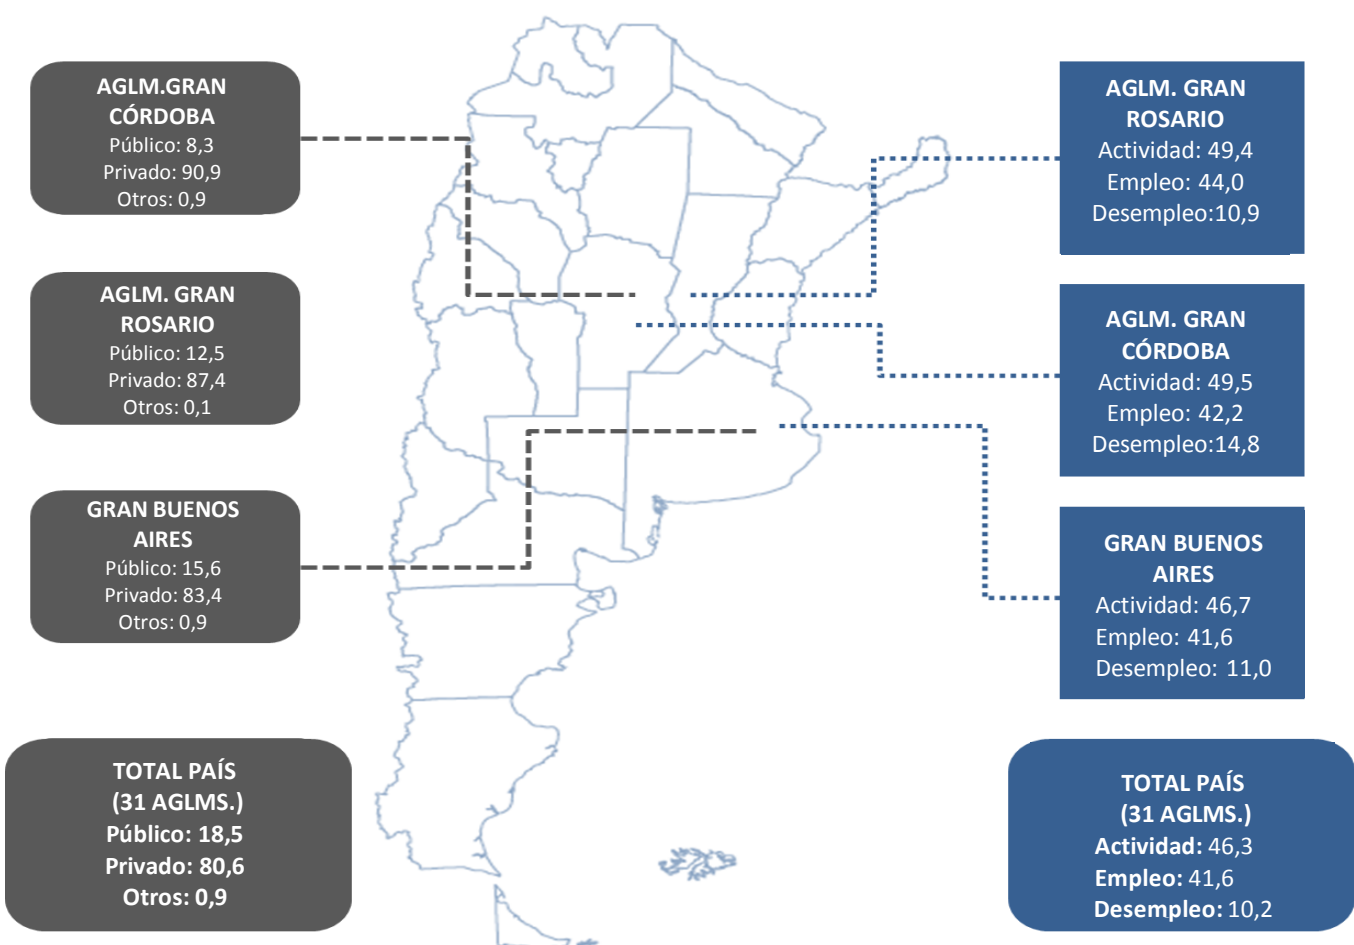 AGLM.GRAN
CÓRDOBA
Público: 8,3
Privado: 90,9
Otros: 0,9
AGLM. GRAN
ROSARIO
Público: 12,5
Privado: 87,4
Otros: 0,1
GRAN BUENOS
AIRES
Público: 15,6
Privado: 83,4
Otros: 0,9
TOTAL PAÍS
(31 AGLMS.)
Público: 18,5
Privado: 80,6
Otros: 0,9
AGLM. GRAN
ROSARIO
Actividad: 49,4
Empleo: 44,0
Desempleo:10,9
AGLM. GRAN
CÓRDOBA
Actividad: 49,5
Empleo: 42,2
Desempleo:14,8
GRAN BUENOS
AIRES
Actividad: 46,7
Empleo: 41,6
Desempleo: 11,0
TOTAL PAÍS
(31 AGLMS.)
Actividad: 46,3
Empleo: 41,6
Desempleo: 10,2